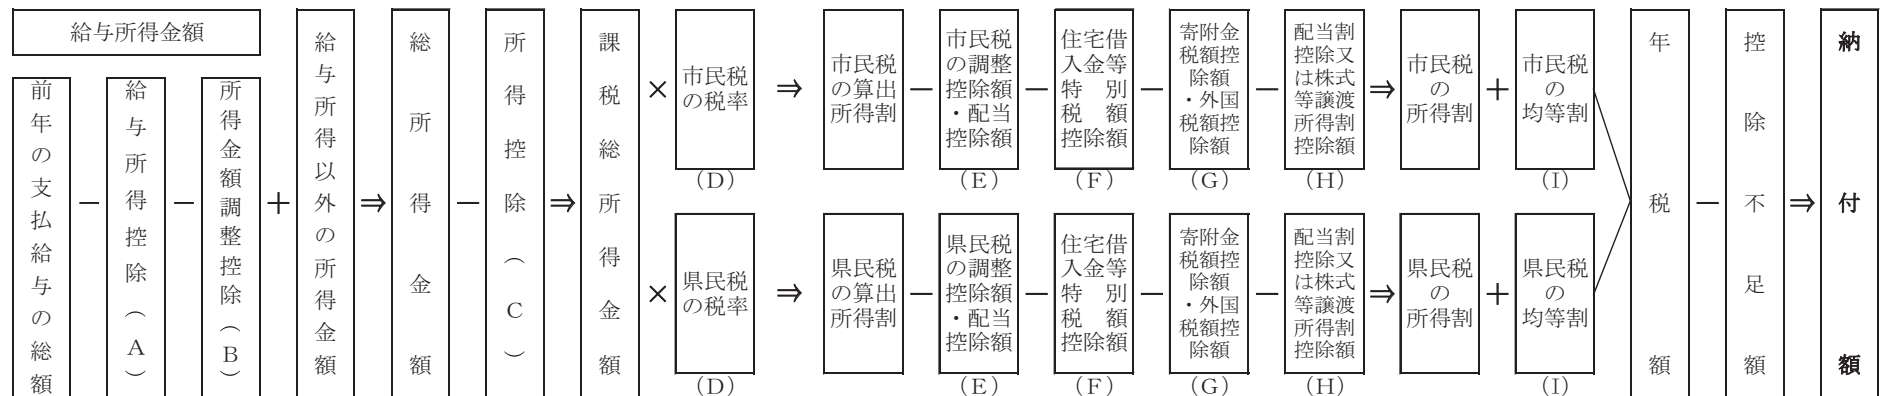 給与所得金額
前年の支払給与の総額
－
給与所得控除（A）
－
所得金額調整控除（B）
＋
給与所得以外の所得金額
⇒
総所得金額
－
所得控除（C）
⇒
課税総所得金額
×
市民税
の税率
(D)
⇒
市民税
の算出
所得割
－
市民税
の調整
控除額
・配当
控除額
(E)
－
住宅借
入金等
特別
税額
控除額
(F)
－
寄附金
税額控
除額
・外国
税額控
除額
(G)
－
配当割
控除又
は株式
等譲渡
所得割
控除額
(H)
⇒
市民税
の
所得割
＋
市民税
の
均等割
(I)
×
県民税
の税率
(D)
⇒
県民税
の算出
所得割
－
県民税
の調整
控除額
・配当
控除額
(E)
－
住宅借
入金等
特別
税額
控除額
(F)
－
寄附金
税額控
除額
・外国
税額控
除額
(G)
－
配当割
控除又
は株式
等譲渡
所得割
控除額
(H)
⇒
県民税
の
所得割
＋
県民税
の
均等割
(I)
年税額
－
控除不足額
⇒
納付額